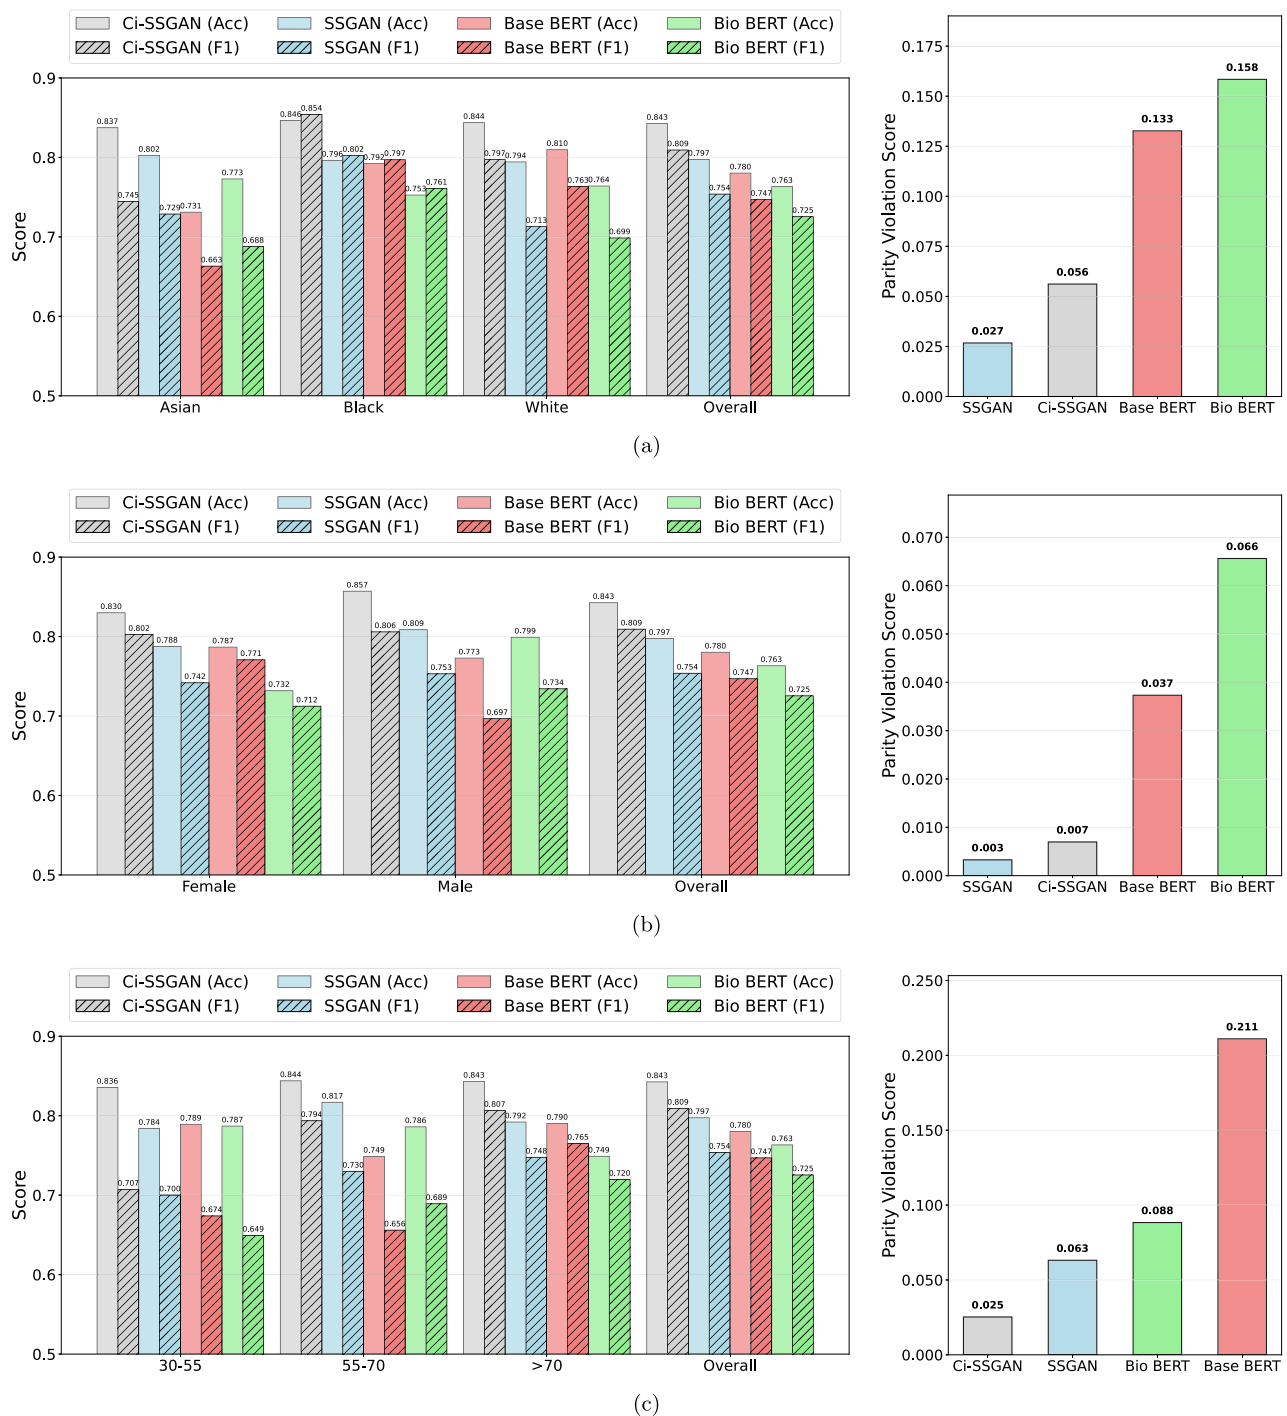 Ci-SSGAN (Acc) SSGAN (Acc) Base BERT (Acc) Bio BERT (Acc)
Ci-SSGAN (F1) SSGAN (F1) Base BERT (F1) Bio BERT (F1)
Score
0.9
0.8
0.7
0.6
0.5
0.837 0.745 0.802 0.729 0.731 0.663 0.773 0.688
0.846 0.854 0.796 0.802 0.792 0.797 0.753 0.761
0.844 0.797 0.794 0.713 0.810 0.763 0.764 0.699
0.843 0.809 0.797 0.754 0.780 0.747 0.763 0.725
Asian Black White Overall
Parity Violation Score
0.175
0.150
0.125
0.100
0.075
0.050
0.025
0.000
0.027 0.056 0.133 0.158
SSGAN Ci-SSGAN Base BERT Bio BERT
(a)
Ci-SSGAN (Acc) SSGAN (Acc) Base BERT (Acc) Bio BERT (Acc)
Ci-SSGAN (F1) SSGAN (F1) Base BERT (F1) Bio BERT (F1)
Score
0.9
0.8
0.7
0.6
0.5
0.830 0.802 0.788 0.742 0.787 0.771 0.732 0.712
0.857 0.806 0.809 0.753 0.773 0.697 0.799 0.734
0.843 0.809 0.797 0.754 0.780 0.747 0.763 0.725
Female Male Overall
Parity Violation Score
0.070
0.060
0.050
0.040
0.030
0.020
0.010
0.000
0.003 0.007 0.037 0.066
SSGAN Ci-SSGAN Base BERT Bio BERT
(b)
Ci-SSGAN (Acc) SSGAN (Acc) Base BERT (Acc) Bio BERT (Acc)
Ci-SSGAN (F1) SSGAN (F1) Base BERT (F1) Bio BERT (F1)
Score
0.9
0.8
0.7
0.6
0.5
0.836 0.707 0.784 0.700 0.789 0.674 0.787 0.649
0.844 0.794 0.817 0.730 0.749 0.656 0.786 0.689
0.843 0.807 0.792 0.748 0.790 0.765 0.749 0.720
0.843 0.809 0.797 0.754 0.780 0.747 0.763 0.725
30-55 55-70 >70 Overall
Parity Violation Score
0.250
0.200
0.150
0.100
0.050
0.000
0.025 0.063 0.088 0.211
Ci-SSGAN SSGAN Bio BERT Base BERT
(c)